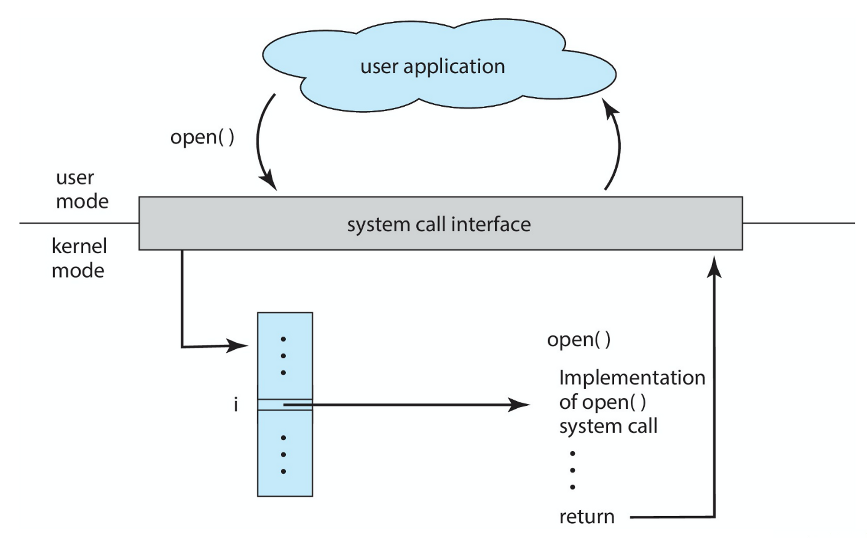 user application
open( )
user
mode
system call interface
kernel
mode
open( )
i
Implementation
of open( )
system call
return